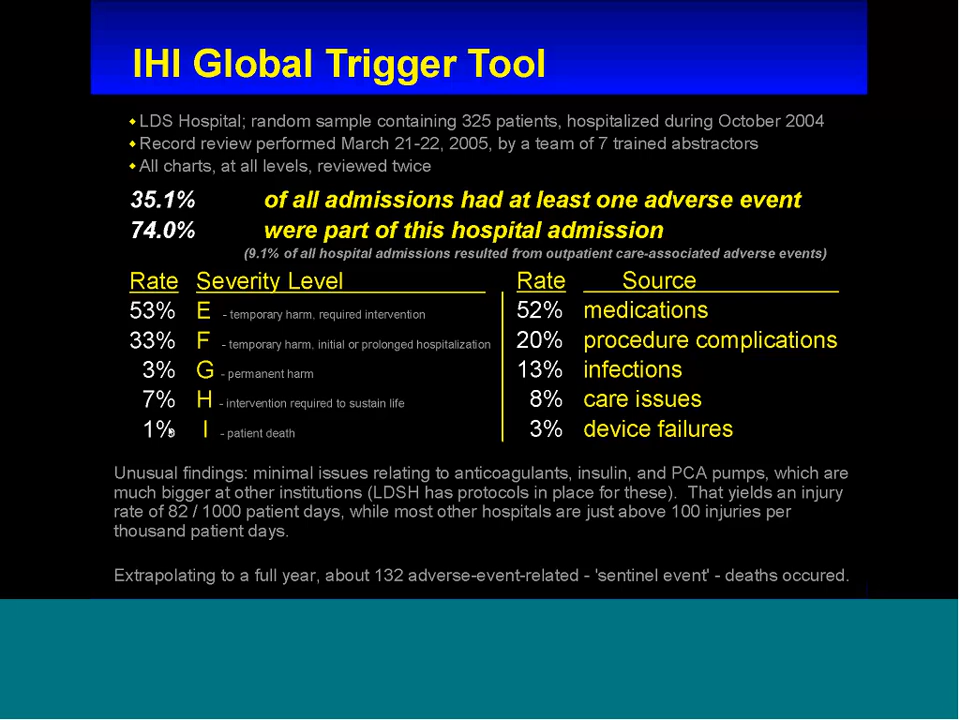 IHI Global Trigger Tool
LDS Hospital; random sample containing 325 patients, hospitalized during October 2004
Record review performed March 21-22, 2005, by a team of 7 trained abstractors
All charts, at all levels, reviewed twice
35.1% of all admissions had at least one adverse event
74.0% were part of this hospital admission
(9.1% of all hospital admissions resulted from outpatient care-associated adverse events)
Rate Severity Level
53% E - temporary harm, required intervention
33% F - temporary harm, initial or prolonged hospitalization
3% G - permanent harm
7% H - intervention required to sustain life
1% I - patient death
Rate Source
52% medications
20% procedure complications
13% infections
8% care issues
3% device failures
Unusual findings: minimal issues relating to anticoagulants, insulin, and PCA pumps, which are
much bigger at other institutions (LDSH has protocols in place for these). That yields an injury
rate of 82 / 1000 patient days, while most other hospitals are just above 100 injuries per
thousand patient days.
Extrapolating to a full year, about 132 adverse-event-related - 'sentinel event' - deaths occured.